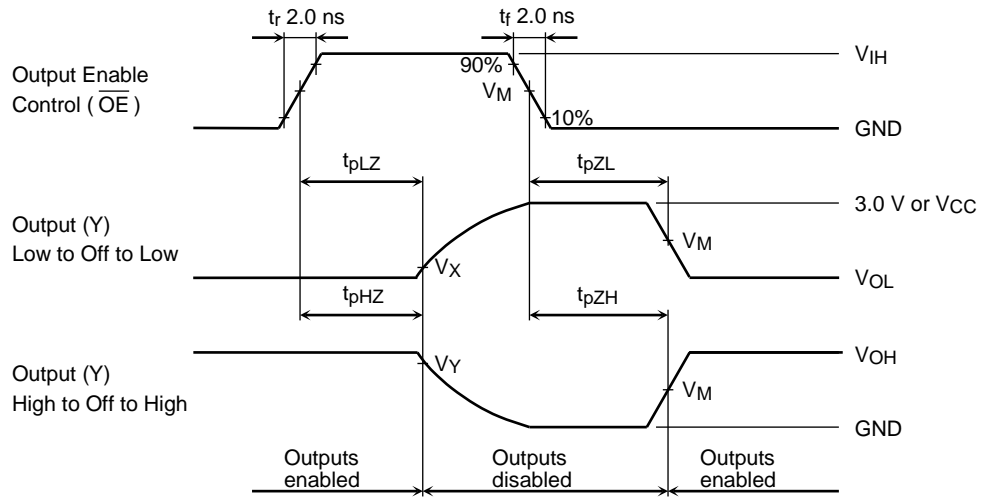 tr 2.0 ns
tf 2.0 ns
Output Enable
Control ( OE )
90%
VM
10%
VIH
GND
tpLZ
tpZL
Output (Y)
Low to Off to Low
VX
VM
3.0 V or VCC
VOL
tpHZ
tpZH
Output (Y)
High to Off to High
VY
VM
VOH
GND
Outputs
enabled
Outputs
disabled
Outputs
enabled